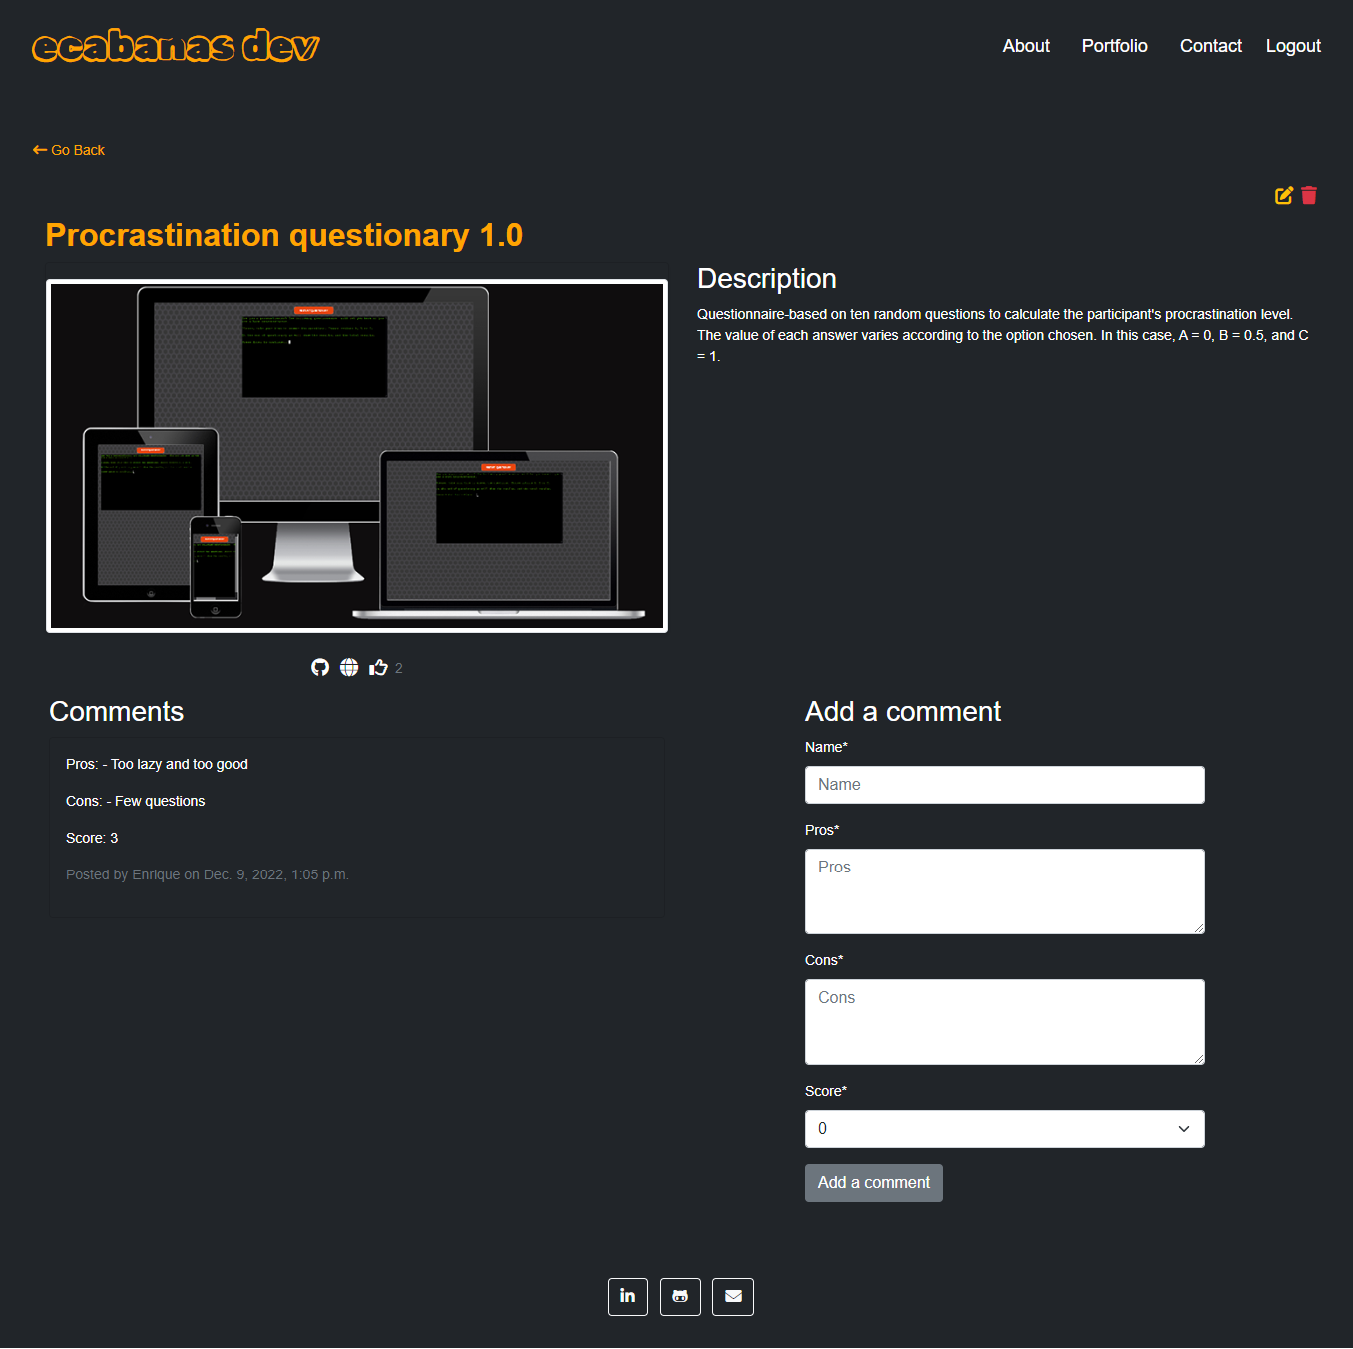 ecabanas dev
About Portfolio Contact Logout
Go Back
Procrastination questionary 1.0
Description
Questionnaire-based on ten random questions to calculate the participant's procrastination level.
The value of each answer varies according to the option chosen. In this case, A = 0, B = 0.5, and C
= 1.
2
Comments
Pros: - Too lazy and too good
Cons: - Few questions
Score: 3
Posted by Enrique on Dec. 9, 2022, 1:05 p.m.
Add a comment
Name*
Name
Pros*
Pros
Cons*
Cons
Score*
0
Add a comment
in